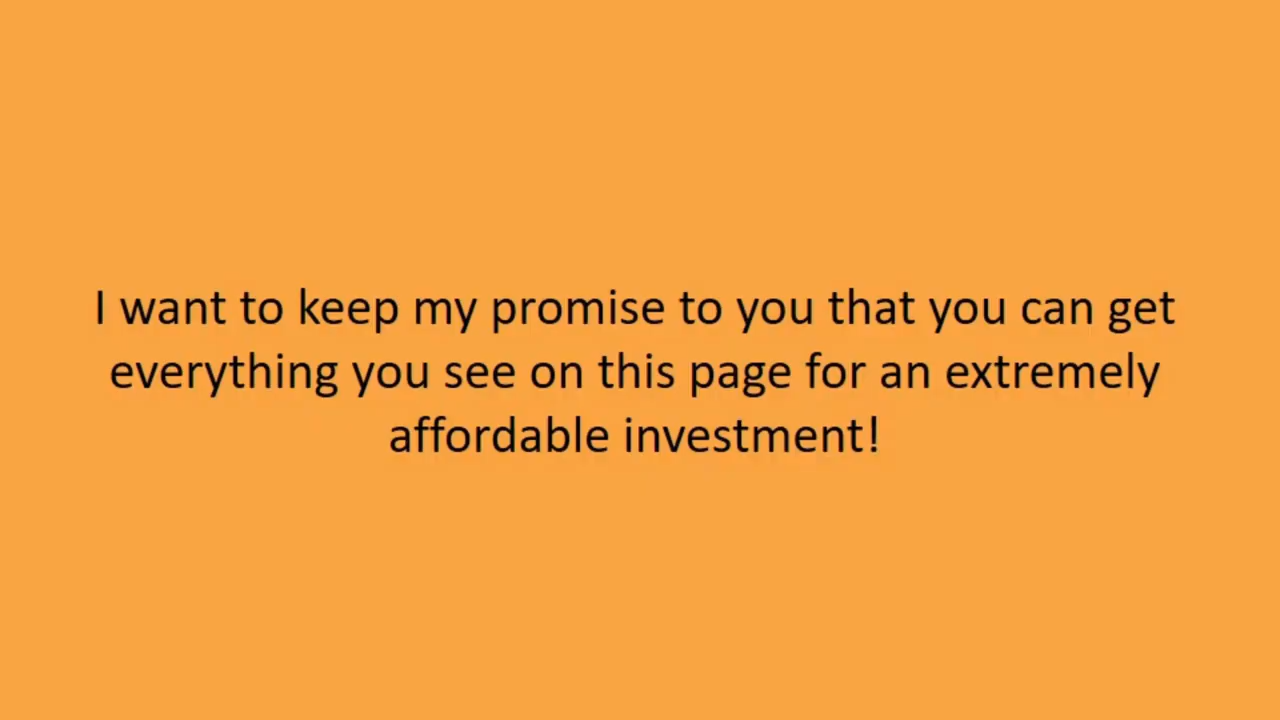 I want to keep my promise to you that you can get
everything you see on this page for an extremely
affordable investment!